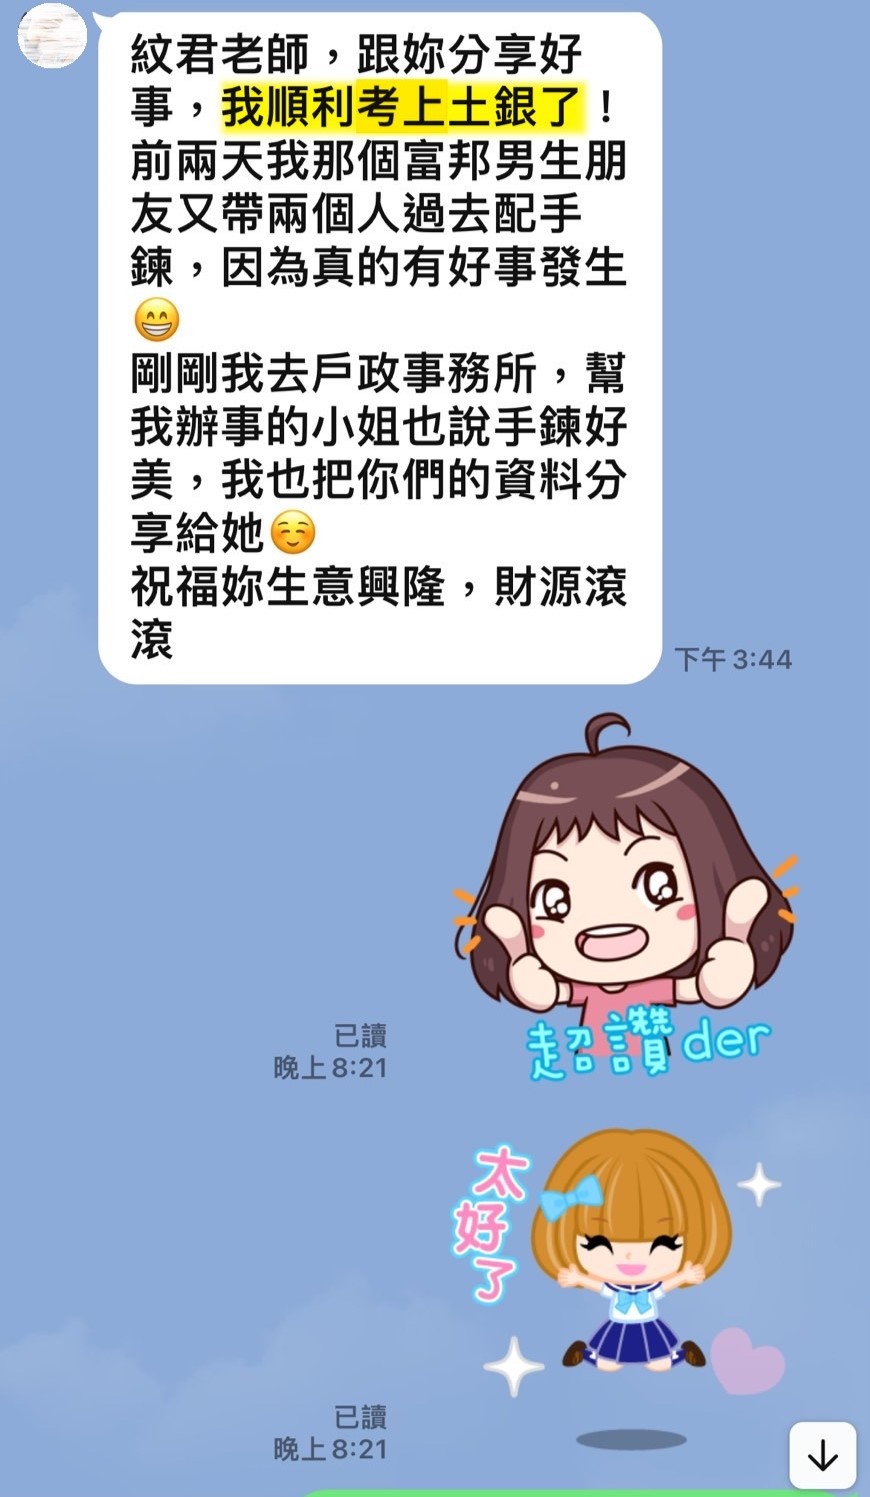 紋君老師，跟妳分享好
事，我順利考上土銀了！
前兩天我那個富邦男生朋
友又帶兩個人過去配手
鍊，因為真的有好事發生
😁
剛剛我去戶政事務所，幫
我辦事的小姐也說手鍊好
美，我也把你們的資料分
享給她☺️
祝福妳生意興隆，財源滾
滾
下午 3:44
超讚der
已讀
晚上 8:21
太好了
已讀
晚上 8:21